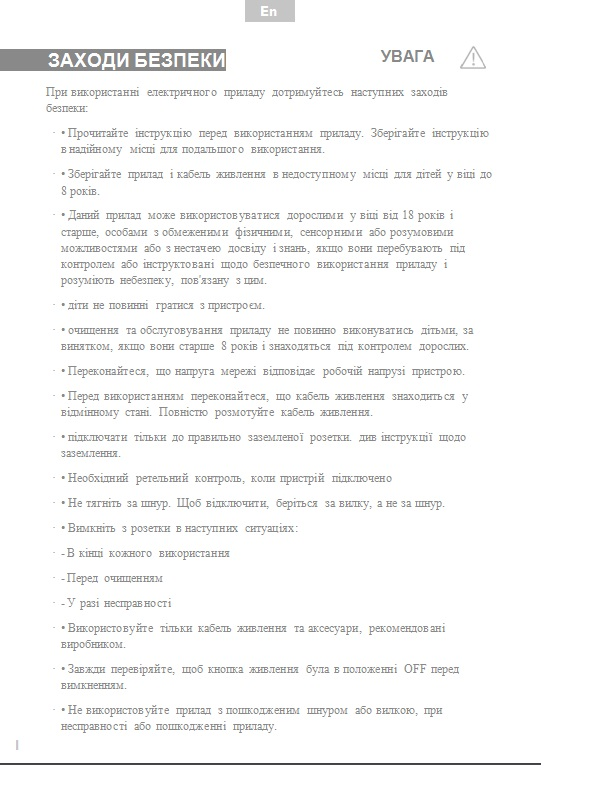 En
ЗАХОДИ БЕЗПЕКИ
УВАГА
При використанні електричного приладу дотримуйтесь наступних заходів
безпеки:
· • Прочитайте інструкцію перед використанням приладу. Зберігайте інструкцію
в надійному місці для подальшого використання.
· • Зберігайте прилад і кабель живлення в недоступному місці для дітей у віці до
8 років.
· • Даний прилад може використовуватися дорослими у віці від 18 років і
старше, особами з обмеженими фізичними, сенсорними або розумовими
можливостями або з нестачею досвіду і знань, якщо вони перебувають під
контролем або інструктовані щодо безпечного використання приладу і
розуміють небезпеку, пов'язану з цим.
· • діти не повинні гратися з пристроєм.
· • очищення та обслуговування приладу не повинно виконуватись дітьми, за
винятком, якщо вони старше 8 років і знаходяться під контролем дорослих.
· • Переконайтеся, що напруга мережі відповідає робочій напрузі пристрою.
· • Перед використанням переконайтеся, що кабель живлення знаходиться у
відмінному стані. Повністю розмотуйте кабель живлення.
· • підключати тільки до правильно заземленої розетки. див інструкції щодо
заземлення.
· • Необхідний ретельний контроль, коли пристрій підключено
· • Не тягніть за шнур. Щоб відключити, беріться за вилку, а не за шнур.
· • Вимкніть з розетки в наступних ситуаціях:
· - В кінці кожного використання
· - Перед очищенням
· - У разі несправності
· • Використовуйте тільки кабель живлення та аксесуари, рекомендовані
виробником.
· • Завжди перевіряйте, щоб кнопка живлення була в положенні OFF перед
вимкненням.
· • Не використовуйте прилад з пошкодженим шнуром або вилкою, при
несправності або пошкодженні приладу.
I